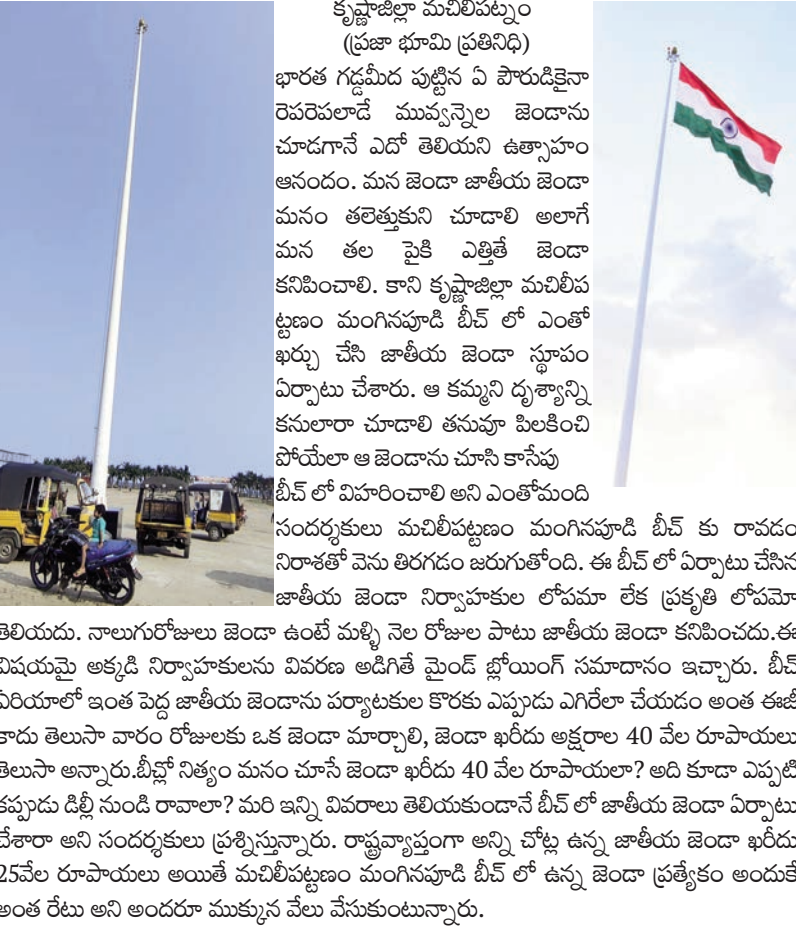 కృష్ణాజిల్లా మచిలీపట్నం
(ప్రజా భూమి ప్రతినిధి)
భారత గడ్డమీద పుట్టిన ఏ పౌరుడికైనా
రెపరెపలాడే మువ్వన్నెల జెండాను
చూడగానే ఎదో తెలియని ఉత్సాహం
ఆనందం. మన జెండా జాతీయ జెండా
మనం తలెత్తుకుని చూడాలి అలాగే
మన తల పైకి ఎత్తితే జెండా
కనిపించాలి. కాని కృష్ణాజిల్లా మచిలీప
ట్టణం మంగినపూడి బీచ్ లో ఎంతో
ఖర్చు చేసి జాతీయ జెండా స్థూపం
ఏర్పాటు చేశారు. ఆ కమ్మని దృశ్యాన్ని
కనులారా చూడాలి తనువూ పిలకించి
పోయేలా ఆ జెండాను చూసి కాసేపు
బీచ్ లో విహరించాలి అని ఎంతోమంది
సందర్శకులు మచిలీపట్టణం మంగినపూడి బీచ్ కు రావడం
నిరాశతో వెను తిరగడం జరుగుతోంది. ఈ బీచ్ లో ఏర్పాటు చేసిన
జాతీయ జెండా నిర్వాహకుల లోపమా లేక ప్రకృతి లోపమో
తెలియదు. నాలుగురోజులు జెండా ఉంటే మళ్ళి నెల రోజుల పాటు జాతీయ జెండా కనిపించదు.ఈ
విషయమై అక్కడి నిర్వాహకులను వివరణ అడిగితే మైండ్ బ్లోయింగ్ సమాదానం ఇచ్చారు. బీచ్
ఏరియాలో ఇంత పెద్ద జాతీయ జెండాను పర్యాటకుల కొరకు ఎప్పుడు ఎగిరేలా చేయడం అంత ఈజీ
కాదు తెలుసా వారం రోజులకు ఒక జెండా మార్చాలి, జెండా ఖరీదు అక్షరాల 40 వేల రూపాయలు
తెలుసా అన్నారు.బీచ్లో నిత్యం మనం చూసే జెండా ఖరీదు 40 వేల రూపాయలా? అది కూడా ఎప్పటి
కప్పుడు డిల్లీ నుండి రావాలా? మరి ఇన్ని వివరాలు తెలియకుండానే బీచ్ లో జాతీయ జెండా ఏర్పాటు
చేశారా అని సందర్శకులు ప్రశ్నిస్తున్నారు. రాష్ట్రవ్యాప్తంగా అన్ని చోట్ల ఉన్న జాతీయ జెండా ఖరీదు
25వేల రూపాయలు అయితే మచిలీపట్టణం మంగినపూడి బీచ్ లో ఉన్న జెండా ప్రత్యేకం అందుకే
అంత రేటు అని అందరూ ముక్కున వేలు వేసుకుంటున్నారు.